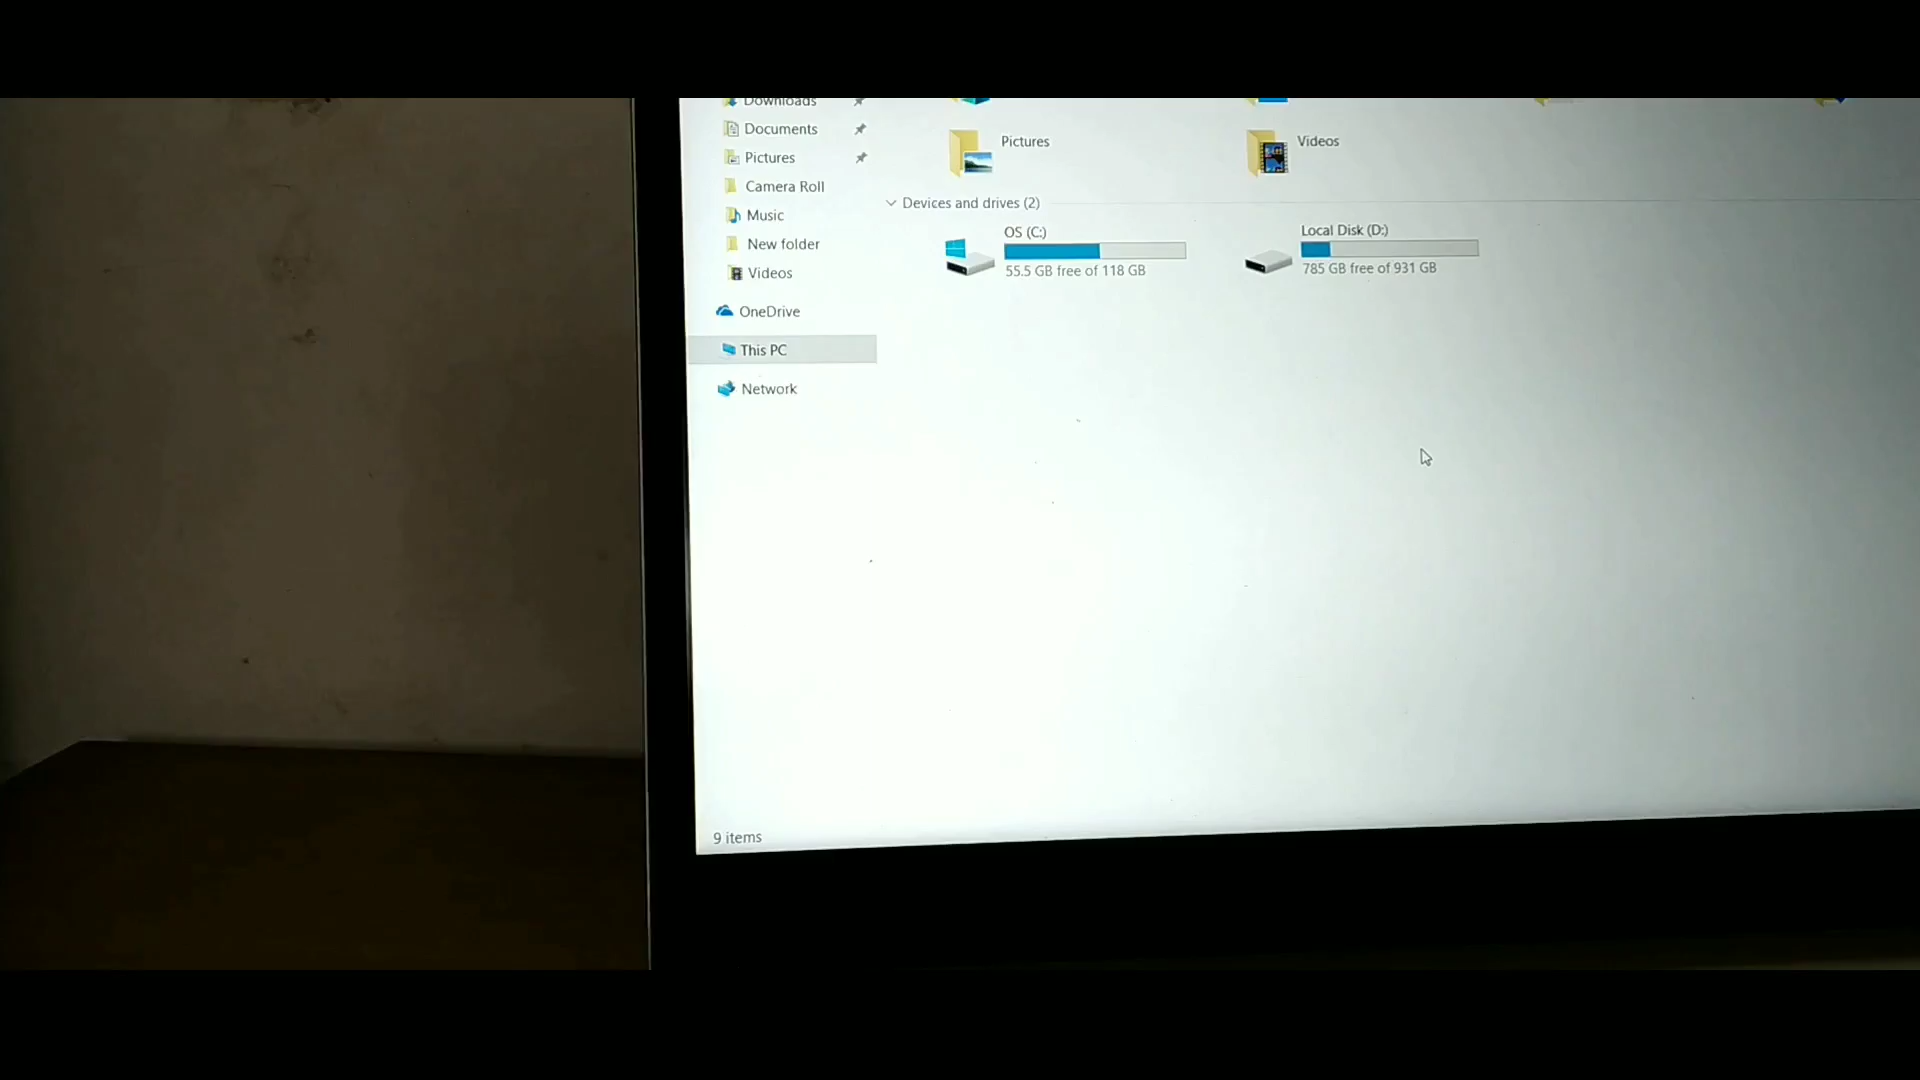 Downloads
Documents
Pictures
Camera Roll
Music
New folder
Videos
OneDrive
This PC
Network
Pictures
Videos
Devices and drives (2)
OS (C:)
55.5 GB free of 118 GB
Local Disk (D:)
785 GB free of 931 GB
9 items